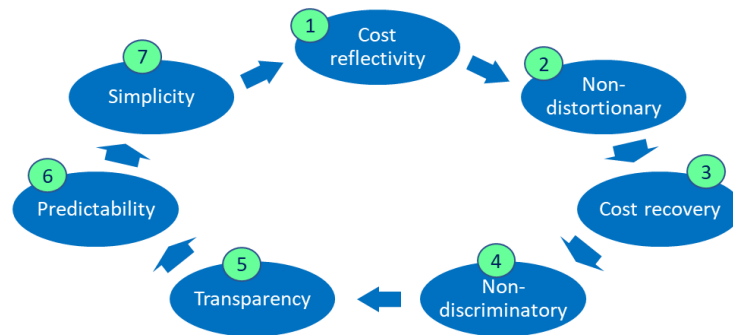 1
Cost
reflectivity
2
Non-
distortionary
3
Cost recovery
4
Non-
discriminatory
5
Transparency
6
Predictability
7
Simplicity